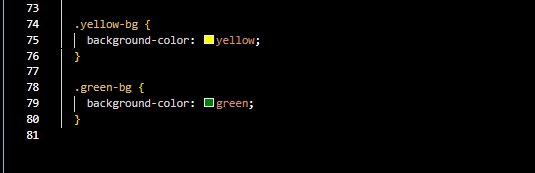 73
74 .yellow-bg {
75 background-color: yellow;
76 }
77
78 .green-bg {
79 background-color: green;
80 }
81